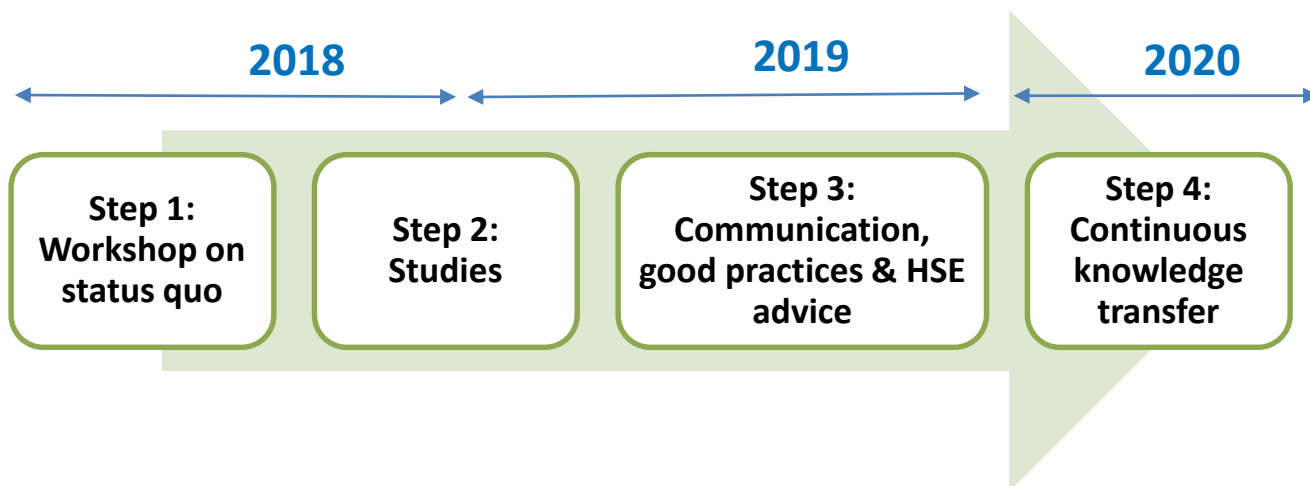 2018
2019
2020
Step 1:
Workshop on
status quo
Step 2:
Studies
Step 3:
Communication,
good practices & HSE
advice
Step 4:
Continuous
knowledge
transfer